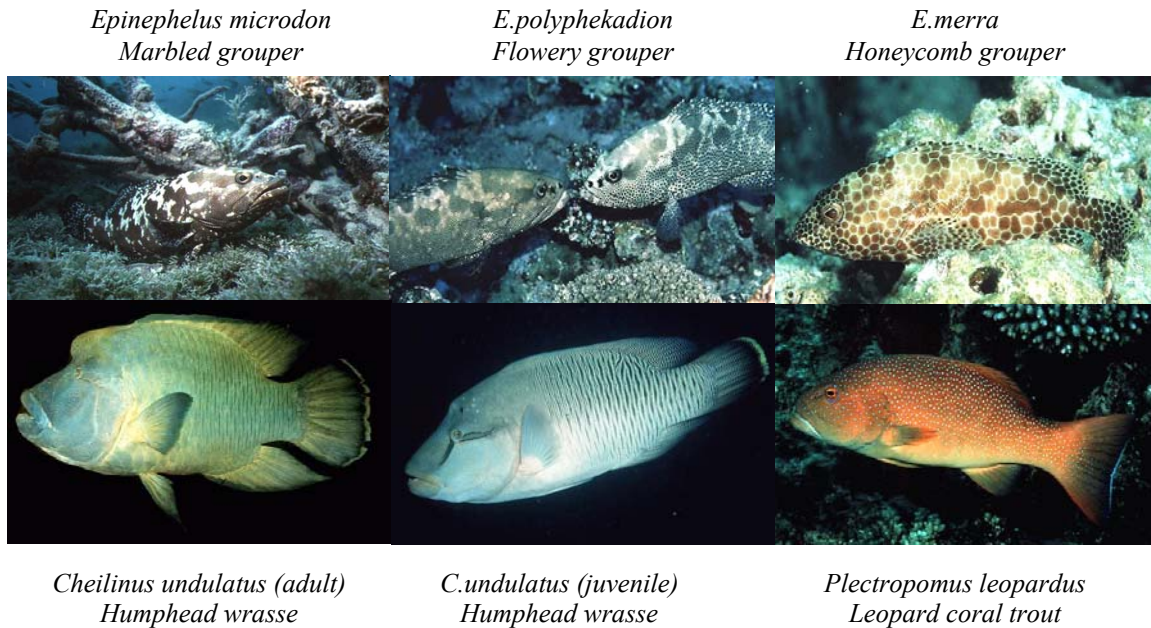 Epinephelus microdon
Marbled grouper
E.polyphekadion
Flowery grouper
E.merra
Honeycomb grouper
Cheilinus undulatus (adult)
Humphead wrasse
C.undulatus (juvenile)
Humphead wrasse
Plectropomus leopardus
Leopard coral trout